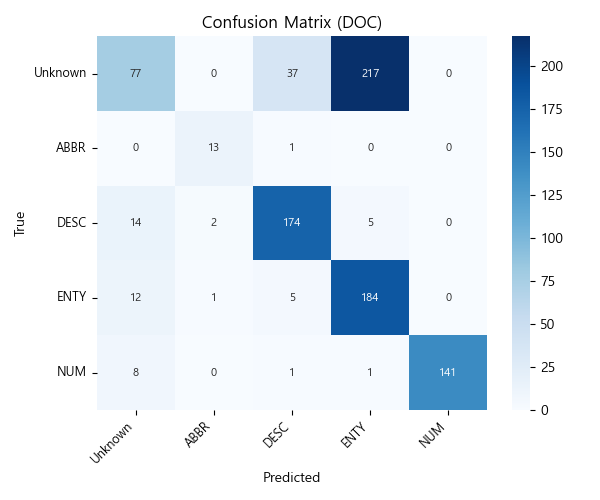 Confusion Matrix (DOC)
Unknown 77 0 37 217 0
ABBR 0 13 1 0 0
DESC 14 2 174 5 0
ENTY 12 1 5 184 0
NUM 8 0 1 1 141
True
Unknown ABBR DESC ENTY NUM
Predicted
200
175
150
125
100
75
50
25
0